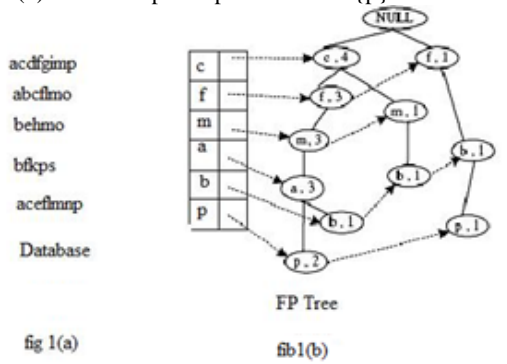 NULL
acdfgimp
c
c,4
f,1
abcflmo
f
f,3
m,1
behmo
m
m,3
a
b,1
bfkps
a,3
b,1
b
aceflmnp
b,1
p
p,1
Database
p,2
FP Tree
fig 1(a)
fib1(b)